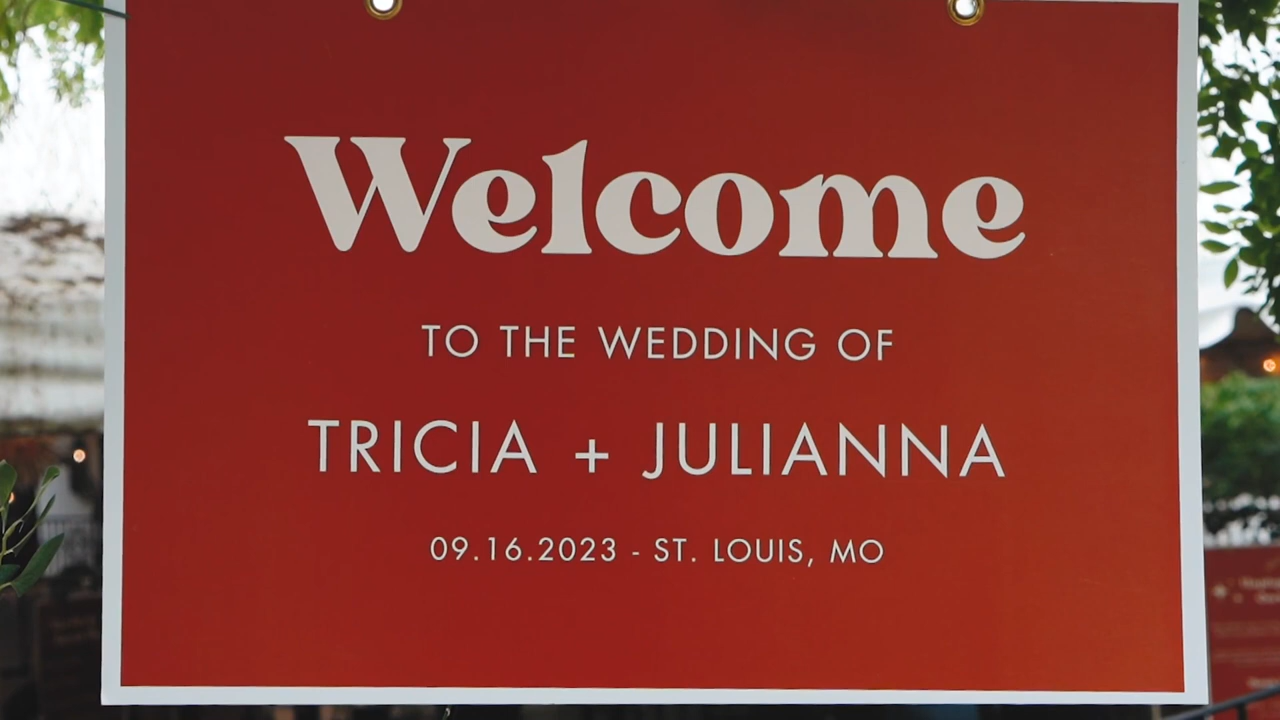 Welcome
TO THE WEDDING OF
TRICIA + JULIANNA
09.16.2023 - ST. LOUIS, MO